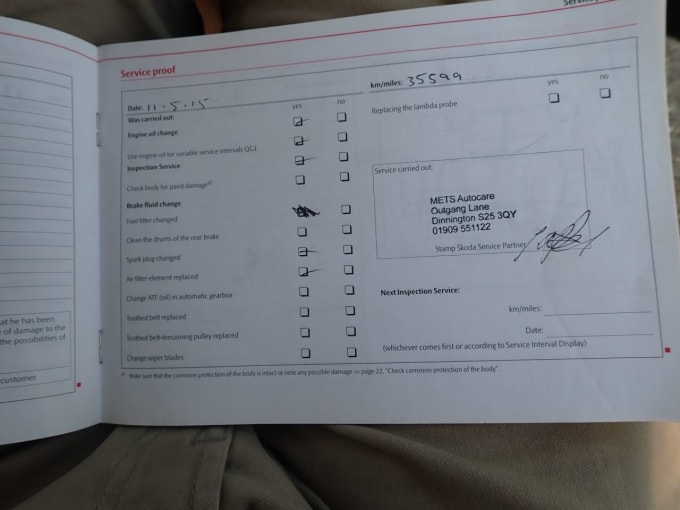 Service proof
Date: 11.5.15
yes
no
Was carried out:
Engine oil change
Use engine oil for variable service intervals QG1
Inspection Service
Check body for paint damage
Brake fluid change
Fuel filter changed
Clean the drums of the rear brake
Spark plug changed
Air filter element replaced
Change ATF (oil) in automatic gearbox
Toothed belt replaced
Toothed belt-tensioning pulley replaced
Change wiper blades
km/miles: 35599
yes
no
Replacing the lambda probe
Service carried out:
METS Autocare
Outgang Lane
Dinnington S25 3QY
01909 551122
Stamp Skoda Service Partner
Next Inspection Service:
km/miles:
Date:
(whichever comes first or according to Service Interval Display)
Make sure that the corrosion protection of the body is intact or note any possible damage ⇒ page 22, "Check corrosion protection of the body".
at he has been
of damage to the
the possibilities of
customer